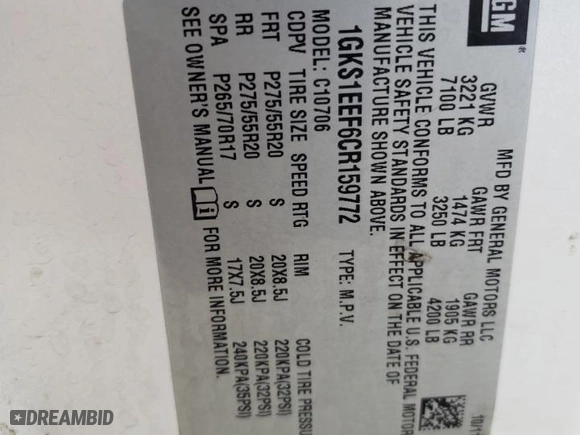 GM
MFD BY GENERAL MOTORS LLC
GVWR GAWR FRT GAWR RR
3221 KG 1474 KG 1905 KG
7100 LB 3250 LB 4200 LB
THIS VEHICLE CONFORMS TO ALL APPLICABLE U.S. FEDERAL MOTOR
VEHICLE SAFETY STANDARDS IN EFFECT ON THE DATE OF
MANUFACTURE SHOWN ABOVE.
1GKS1EEF6CR159772 TYPE: M.P.V.
MODEL: C10706
CDPV TIRE SIZE SPEED RTG RIM COLD TIRE PRESSU
FRT P275/55R20 S 20X8.5J 220KPA(32PSI)
RR P275/55R20 S 20X8.5J 220KPA(32PSI)
SPA P265/70R17 S 17X7.5J 240KPA(35PSI)
SEE OWNER'S MANUAL FOR MORE INFORMATION.
DREAMBID